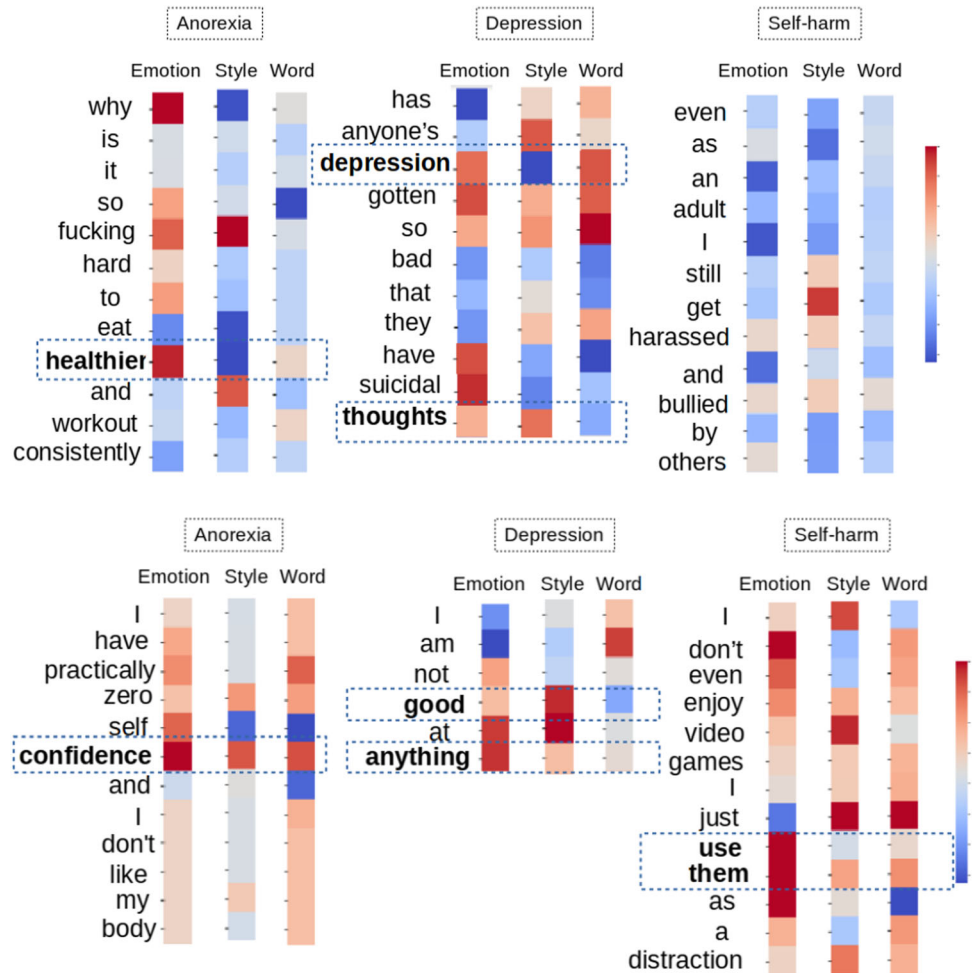 Anorexia
Emotion Style Word
why
is
it
so
fucking
hard
to
eat
healthier
and
workout
consistently
Depression
Emotion Style Word
has
anyone's
depression
gotten
so
bad
that
they
have
suicidal
thoughts
Self-harm
Emotion Style Word
even
as
an
adult
I
still
get
harassed
and
bullied
by
others
Anorexia
Emotion Style Word
I
have
practically
zero
self
confidence
and
I
don't
like
my
body
Depression
Emotion Style Word
I
am
not
good
at
anything
Self-harm
Emotion Style Word
I
don't
even
enjoy
video
games
I
just
use
them
as
a
distraction